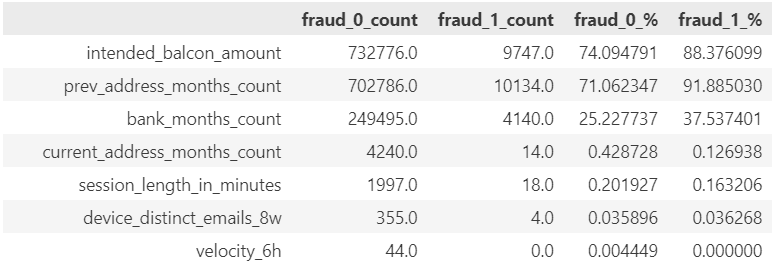 fraud_0_count fraud_1_count fraud_0_% fraud_1_%
intended_balcon_amount 732776.0 9747.0 74.094791 88.376099
prev_address_months_count 702786.0 10134.0 71.062347 91.885030
bank_months_count 249495.0 4140.0 25.227737 37.537401
current_address_months_count 4240.0 14.0 0.428728 0.126938
session_length_in_minutes 1997.0 18.0 0.201927 0.163206
device_distinct_emails_8w 355.0 4.0 0.035896 0.036268
velocity_6h 44.0 0.0 0.004449 0.000000